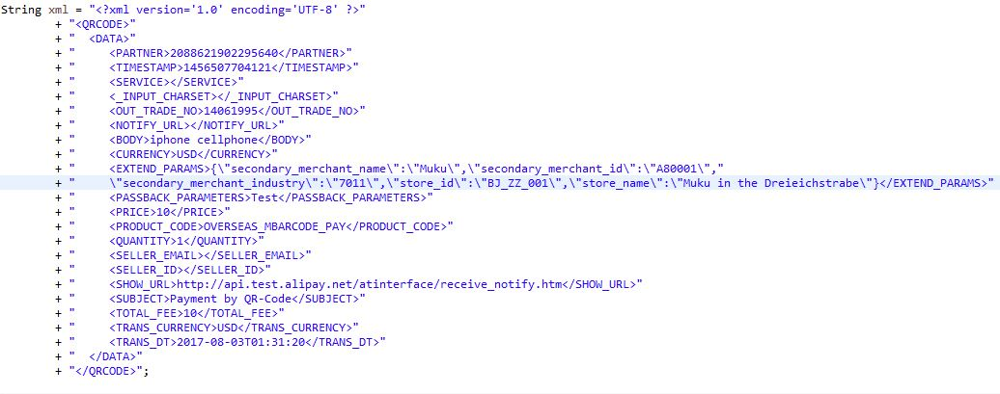 String xml = "<?xml version='1.0' encoding='UTF-8' ?>"
+ "<QRCODE>"
+ "  <DATA>"
+ "     <PARTNER>2088621902295640</PARTNER>"
+ "     <TIMESTAMP>1456507704121</TIMESTAMP>"
+ "     <SERVICE></SERVICE>"
+ "     <_INPUT_CHARSET></_INPUT_CHARSET>"
+ "     <OUT_TRADE_NO>14061995</OUT_TRADE_NO>"
+ "     <NOTIFY_URL></NOTIFY_URL>"
+ "     <BODY>iphone cellphone</BODY>"
+ "     <CURRENCY>USD</CURRENCY>"
+ "     <EXTEND_PARAMS>{\"secondary_merchant_name\":\"Muku\",\"secondary_merchant_id\":\"A80001\","
+ "     \"secondary_merchant_industry\":\"7011\",\"store_id\":\"BJ_ZZ_001\",\"store_name\":\"Muku in the Dreieichstrabe\"}</EXTEND_PARAMS>"
+ "     <PASSBACK_PARAMETERS>Test</PASSBACK_PARAMETERS>"
+ "     <PRICE>10</PRICE>"
+ "     <PRODUCT_CODE>OVERSEAS_MBARCODE_PAY</PRODUCT_CODE>"
+ "     <QUANTITY>1</QUANTITY>"
+ "     <SELLER_EMAIL></SELLER_EMAIL>"
+ "     <SELLER_ID></SELLER_ID>"
+ "     <SHOW_URL>http://api.test.alipay.net/atinterface/receive_notify.htm</SHOW_URL>"
+ "     <SUBJECT>Payment by QR-Code</SUBJECT>"
+ "     <TOTAL_FEE>10</TOTAL_FEE>"
+ "     <TRANS_CURRENCY>USD</TRANS_CURRENCY>"
+ "     <TRANS_DT>2017-08-03T01:31:20</TRANS_DT>"
+ "  </DATA>"
+ "</QRCODE>";